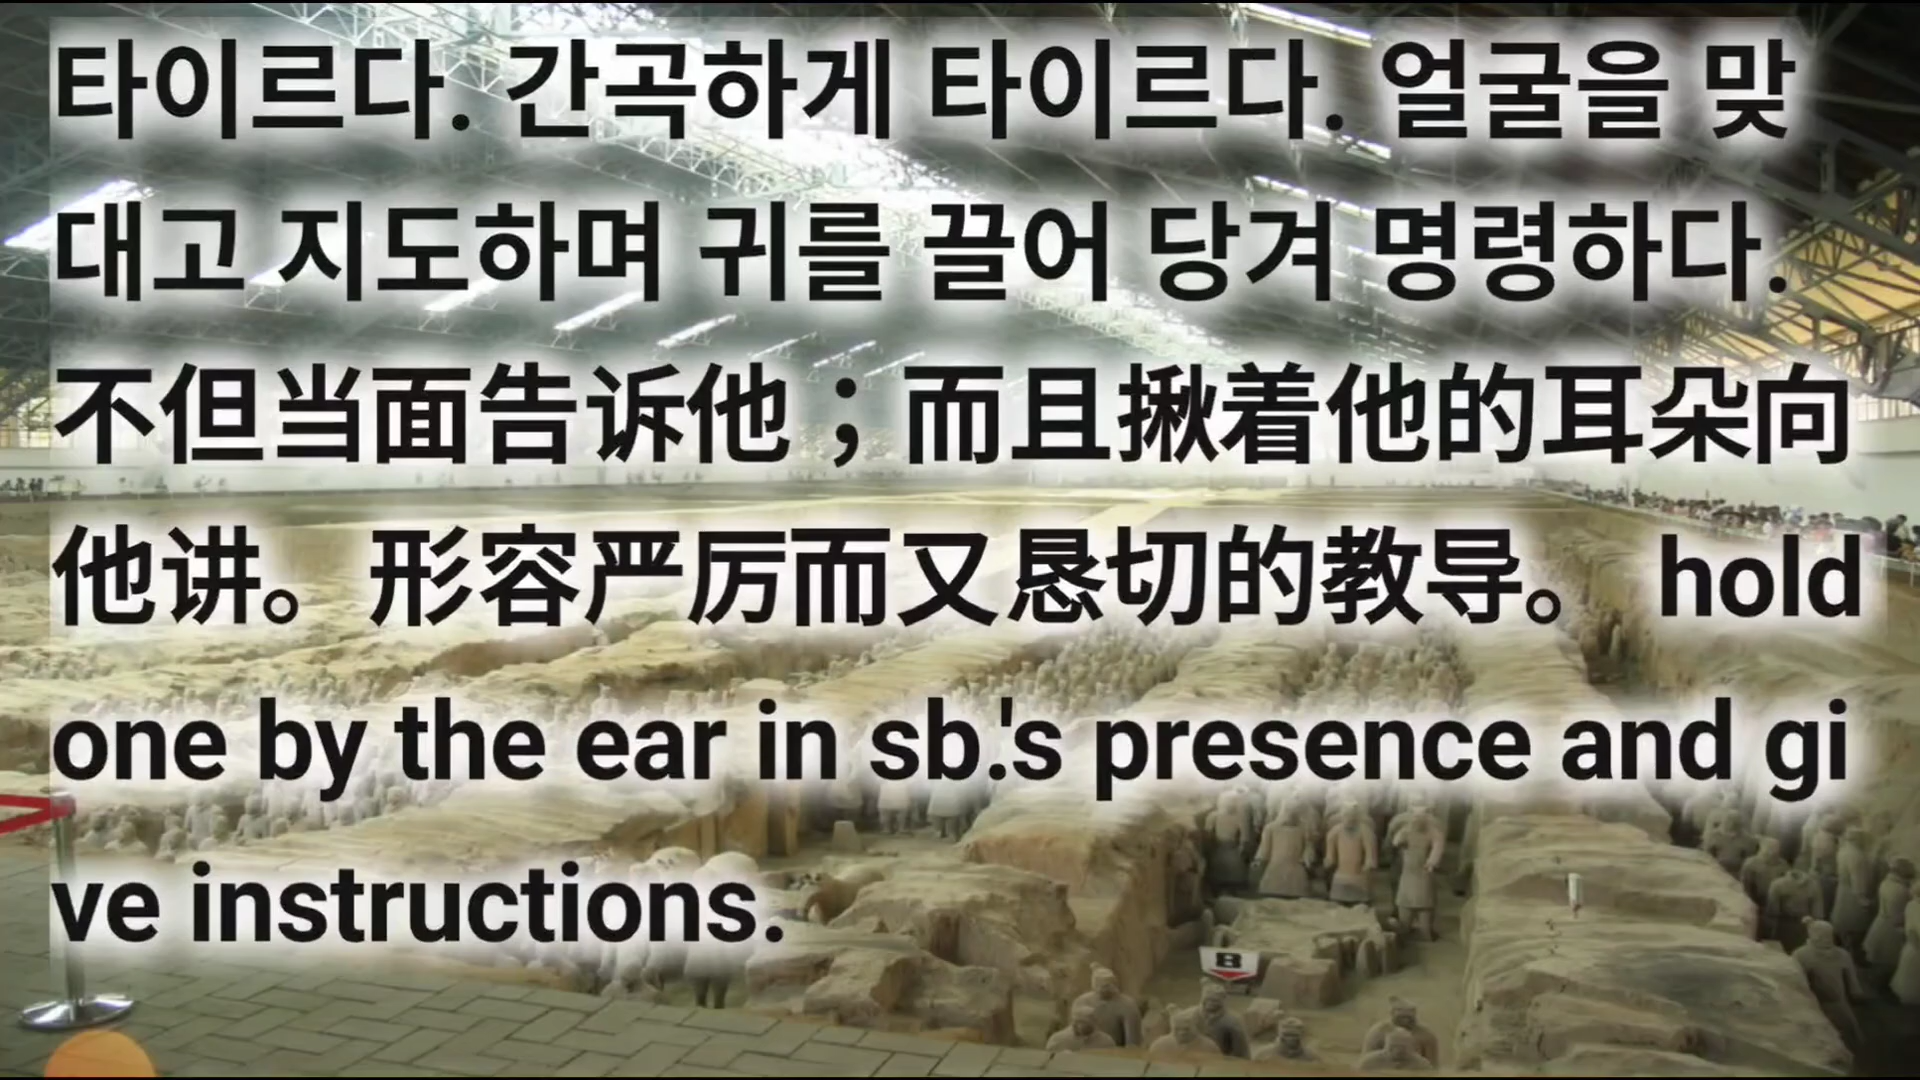 타이르다. 간곡하게 타이르다. 얼굴을 맞
대고 지도하며 귀를 끌어 당겨 명령하다.
不但当面告诉他；而且揪着他的耳朵向
他讲。形容严厉而又恳切的教导。 hold
one by the ear in sb.'s presence and gi
ve instructions.
B